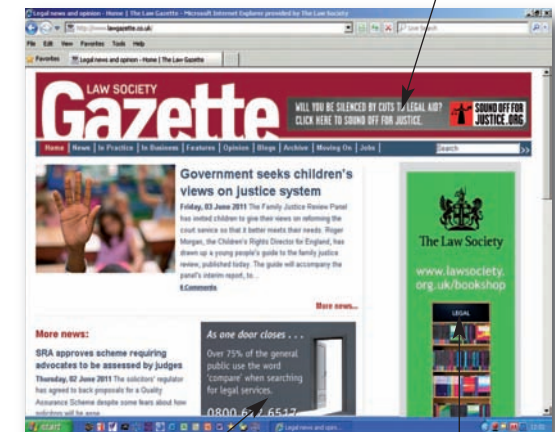 Legal news and opinion - Home | The Law Gazette - Microsoft Internet Explorer provided by The Law Society
http://www.lawgazette.co.uk/
Live Search
File Edit View Favorites Tools Help
Favorites Legal news and opinion - Home | The Law Gazette
LAW SOCIETY
Gazette
WILL YOU BE SILENCED BY CUTS TO LEGAL AID?
CLICK HERE TO SOUND OFF FOR JUSTICE.
SOUND OFF FOR
JUSTICE.ORG
Home | News | In Practice | In Business | Features | Opinion | Blogs | Archive | Moving On | Jobs |
Search >>
Government seeks children's
views on justice system
Friday, 03 June 2011 The Family Justice Review Panel
has invited children to give their views on reforming the
court service so that it better meets their needs. Roger
Morgan, the Children's Rights Director for England, has
drawn up a young people's guide to the family justice
review, published today. The guide will accompany the
panel's interim report, to...
6 Comments
More news...
The Law Society
www.lawsociety.
org.uk/bookshop
LEGAL
More news:
SRA approves scheme requiring
advocates to be assessed by judges
Thursday, 02 June 2011 The solicitors' regulator
has agreed to back proposals for a Quality
Assurance Scheme despite some fears about how
As one door closes . . .
Over 75% of the general
public use the word
'compare' when searching
for legal services.
start
Legal news and opin...